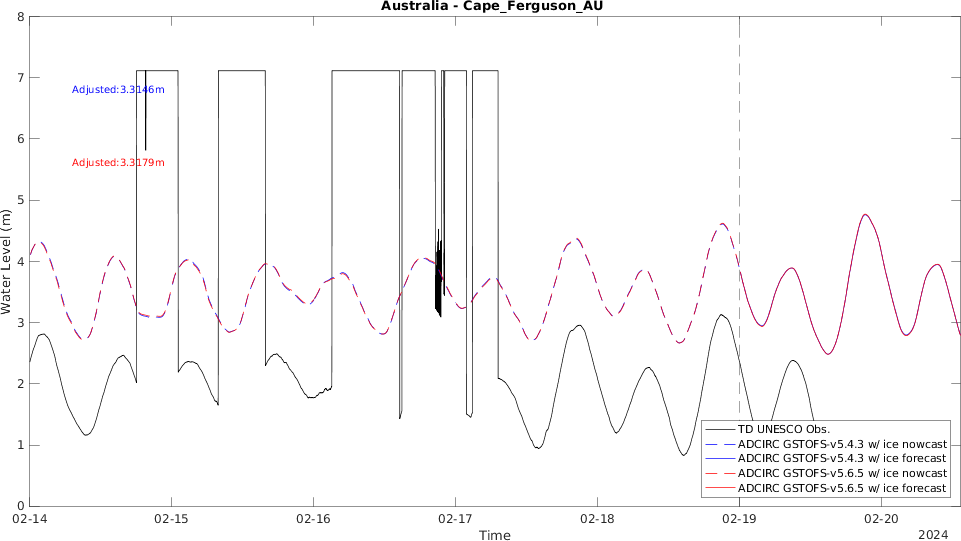 Australia - Cape_Ferguson_AU
8
7
Adjusted:3.3146m
6
Adjusted:3.3179m
5
4
3
2
1
0
Water Level (m)
TD UNESCO Obs.
ADCIRC GSTOFS-v5.4.3 w/ ice nowcast
ADCIRC GSTOFS-v5.4.3 w/ ice forecast
ADCIRC GSTOFS-v5.6.5 w/ ice nowcast
ADCIRC GSTOFS-v5.6.5 w/ ice forecast
02-14 02-15 02-16 02-17 02-18 02-19 02-20
Time
2024